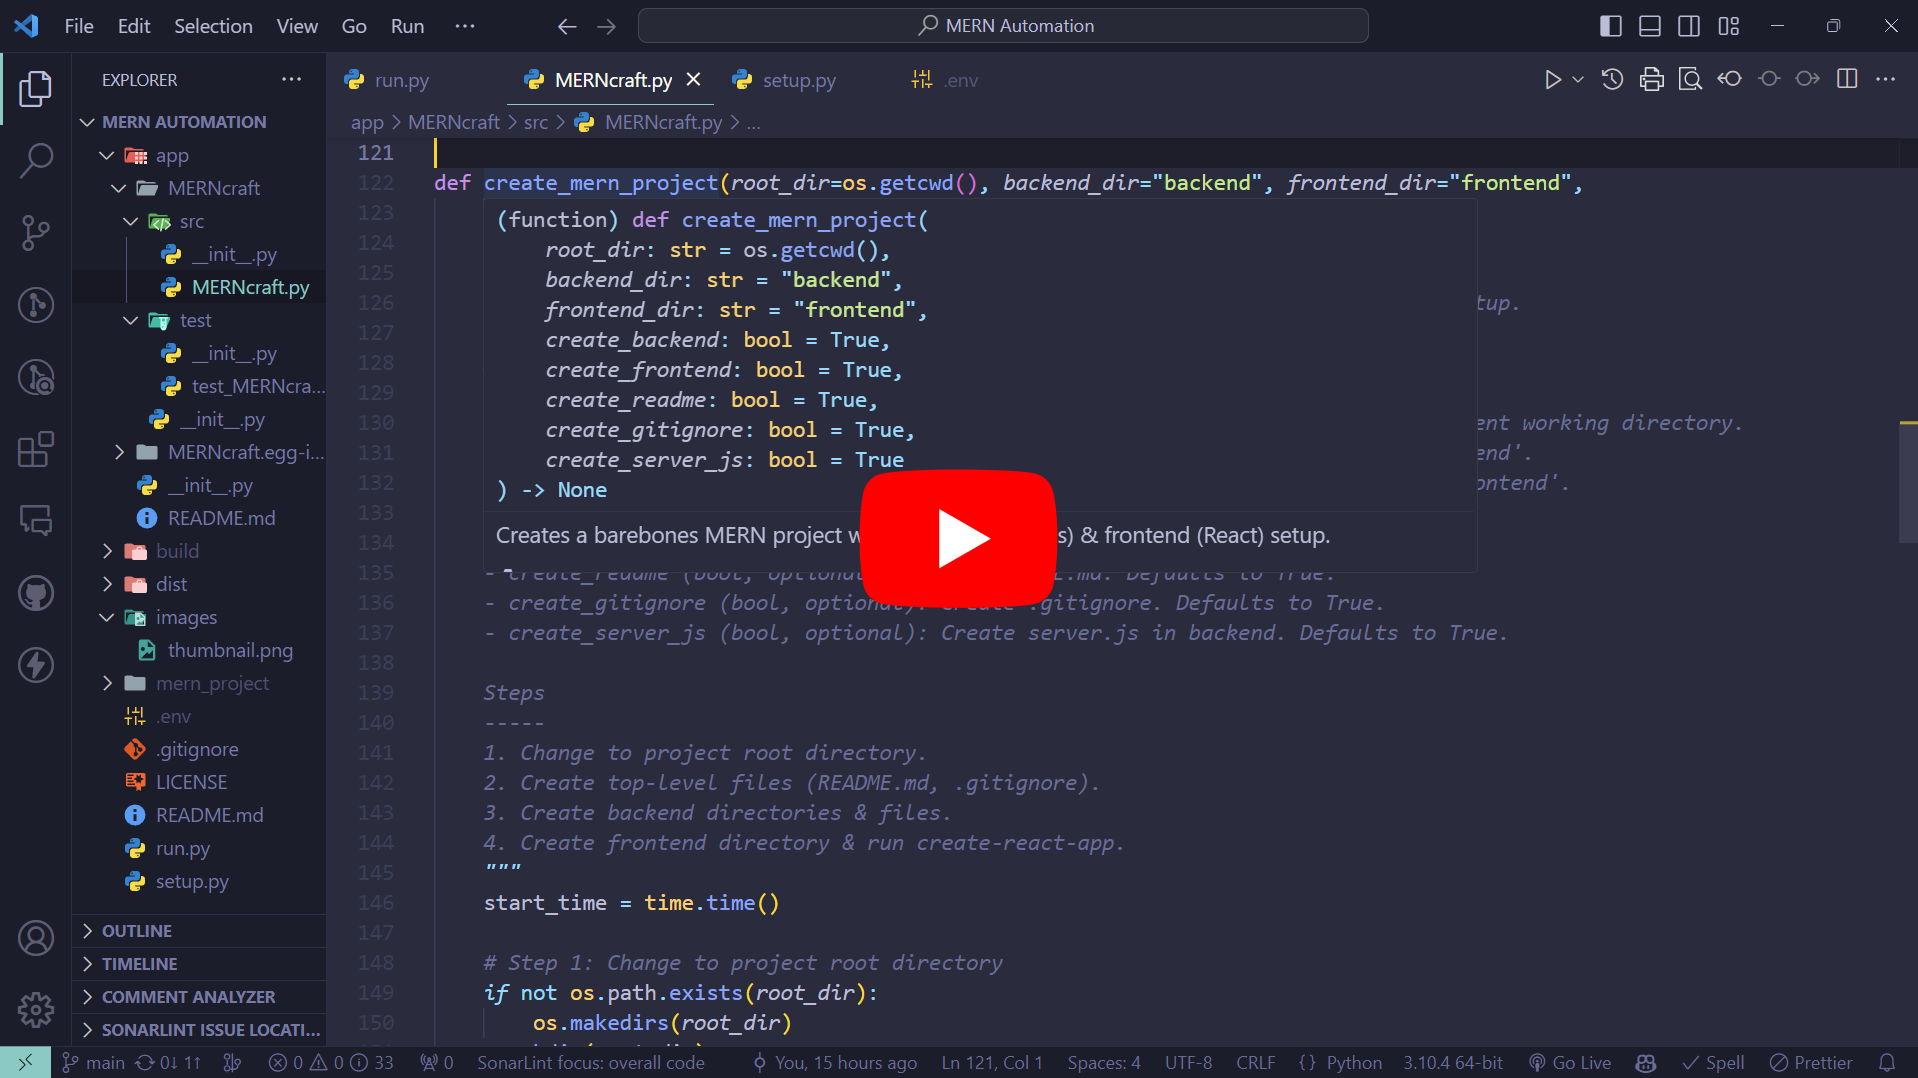 File Edit Selection View Go Run ···
MERN Automation
EXPLORER
MERN AUTOMATION
app
MERNcraft
src
__init__.py
MERNcraft.py
test
__init__.py
test_MERNcra...
__init__.py
MERNcraft.egg-i...
__init__.py
README.md
build
dist
images
thumbnail.png
mern_project
.env
.gitignore
LICENSE
README.md
run.py
setup.py
OUTLINE
TIMELINE
COMMENT ANALYZER
SONARLINT ISSUE LOCATI...
run.py MERNcraft.py setup.py .env
app > MERNcraft > src > MERNcraft.py > ...
121
122 def create_mern_project(root_dir=os.getcwd(), backend_dir="backend", frontend_dir="frontend",
123 (function) def create_mern_project(
124 root_dir: str = os.getcwd(),
125 backend_dir: str = "backend",
126 frontend_dir: str = "frontend", tup.
127 create_backend: bool = True,
128 create_frontend: bool = True,
129 create_readme: bool = True,
130 create_gitignore: bool = True, ent working directory.
131 create_server_js: bool = True end'.
132 ) -> None ontend'.
133
Creates a barebones MERN project w s) & frontend (React) setup.
134
135 - create_readme (bool, optional .md. Defaults to True.
136 - create_gitignore (bool, optional): Create .gitignore. Defaults to True.
137 - create_server_js (bool, optional): Create server.js in backend. Defaults to True.
138
139 Steps
140 -----
141 1. Change to project root directory.
142 2. Create top-level files (README.md, .gitignore).
143 3. Create backend directories & files.
144 4. Create frontend directory & run create-react-app.
145 """
146 start_time = time.time()
147
148 # Step 1: Change to project root directory
149 if not os.path.exists(root_dir):
150 os.makedirs(root_dir)
main 0↓ 1↑ 0 0 33 0 SonarLint focus: overall code You, 15 hours ago Ln 121, Col 1 Spaces: 4 UTF-8 CRLF {} Python 3.10.4 64-bit Go Live Spell Prettier